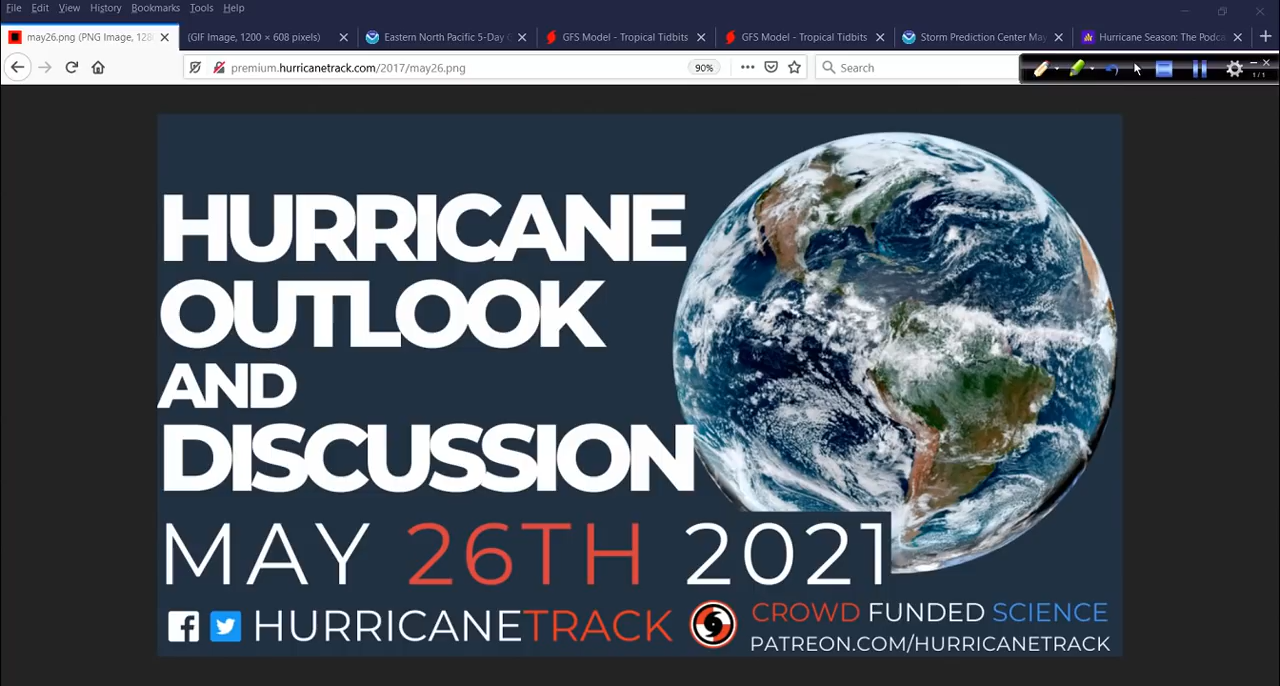 File Edit View History Bookmarks Tools Help
may26.png (PNG Image, 128
(GIF Image, 1200 × 608 pixels)
Eastern North Pacific 5-Day
GFS Model - Tropical Tidbits
GFS Model - Tropical Tidbits
Storm Prediction Center May
Hurricane Season: The Podca
premium.hurricanetrack.com/2017/may26.png
90%
Search
1/1
HURRICANE
OUTLOOK
AND
DISCUSSION
MAY 26TH 2021
HURRICANETRACK
CROWD FUNDED SCIENCE
PATREON.COM/HURRICANETRACK